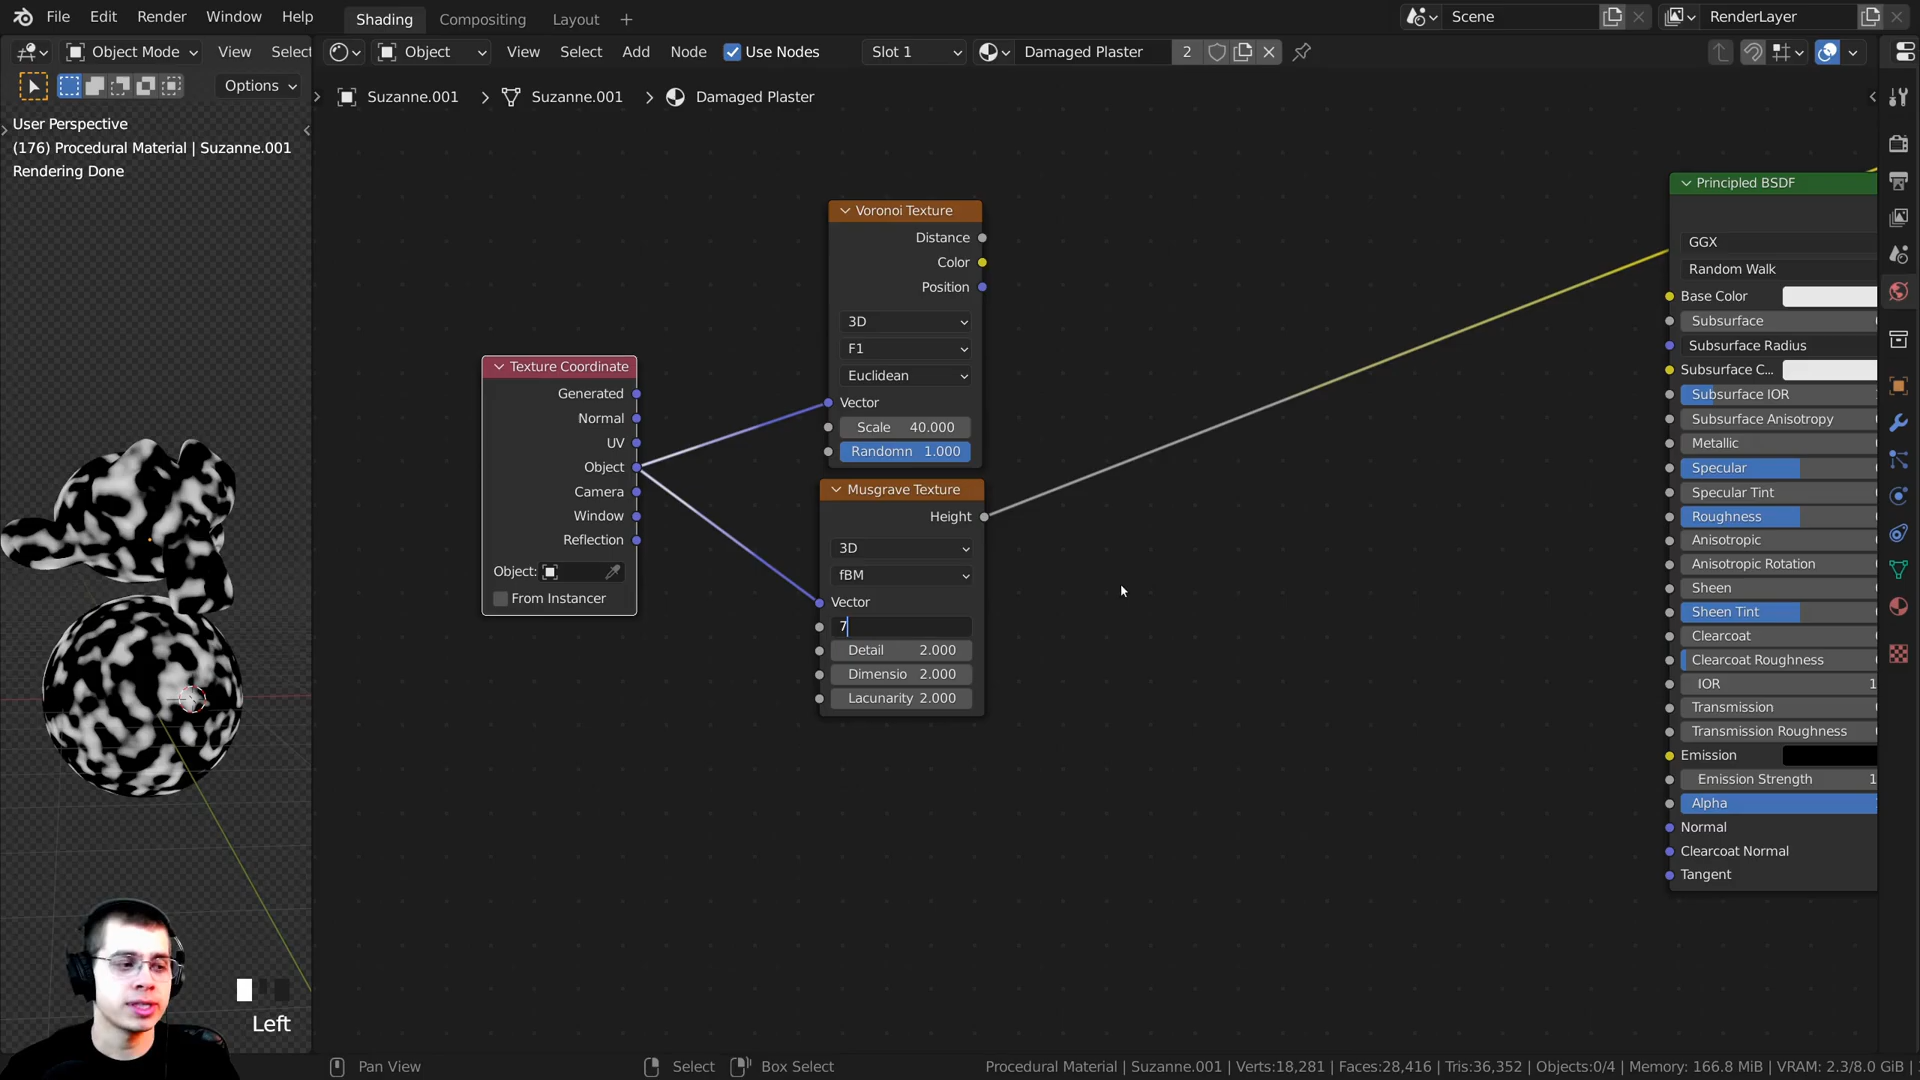 File Edit Render Window Help Shading Compositing Layout + Scene RenderLayer
Object Mode View Select Object View Select Add Node Use Nodes Slot 1 Damaged Plaster 2
Options
Suzanne.001 > Suzanne.001 > Damaged Plaster
User Perspective
(176) Procedural Material | Suzanne.001
Rendering Done
Texture Coordinate
Generated
Normal
UV
Object
Camera
Window
Reflection
Object:
From Instancer
Voronoi Texture
Distance
Color
Position
3D
F1
Euclidean
Vector
Scale 40.000
Randomn 1.000
Musgrave Texture
Height
3D
fBM
Vector
7
Detail 2.000
Dimensio 2.000
Lacunarity 2.000
Principled BSDF
GGX
Random Walk
Base Color
Subsurface
Subsurface Radius
Subsurface C...
Subsurface IOR
Subsurface Anisotropy
Metallic
Specular
Specular Tint
Roughness
Anisotropic
Anisotropic Rotation
Sheen
Sheen Tint
Clearcoat
Clearcoat Roughness
IOR 1
Transmission
Transmission Roughness
Emission
Emission Strength 1
Alpha
Normal
Clearcoat Normal
Tangent
Left
Pan View Select Box Select Procedural Material | Suzanne.001 | Verts:18,281 | Faces:28,416 | Tris:36,352 | Objects:0/4 | Memory: 166.8 MiB | VRAM: 2.3/8.0 GiB |